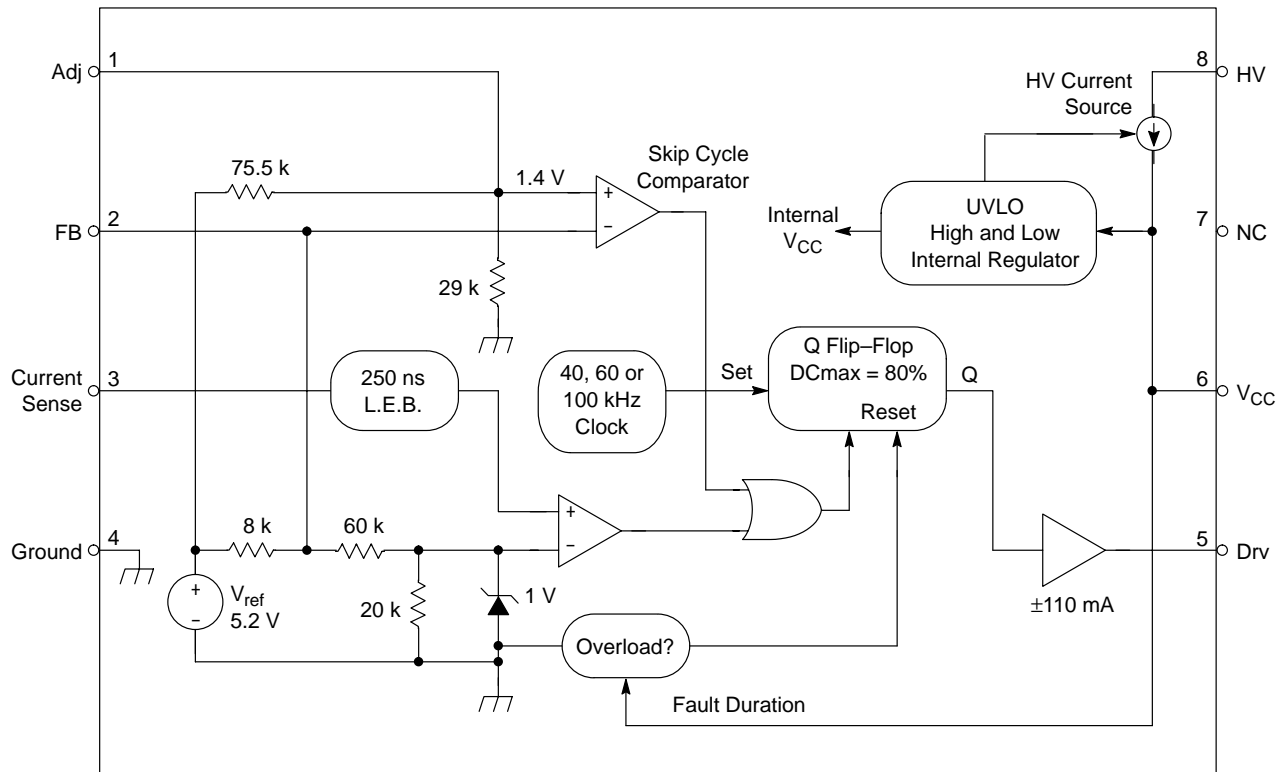 Adj
1
8
HV
HV Current
Source
75.5 k
1.4 V
Skip Cycle
Comparator
+
−
FB
2
Internal
VCC
UVLO
High and Low
Internal Regulator
7
NC
29 k
Current
Sense
3
250 ns
L.E.B.
40, 60 or
100 kHz
Clock
Set
Q Flip–Flop
DCmax = 80%
Reset
Q
6
VCC
Ground
4
8 k
60 k
+
−
5
Drv
+
−
Vref
5.2 V
20 k
1 V
±110 mA
Overload?
Fault Duration